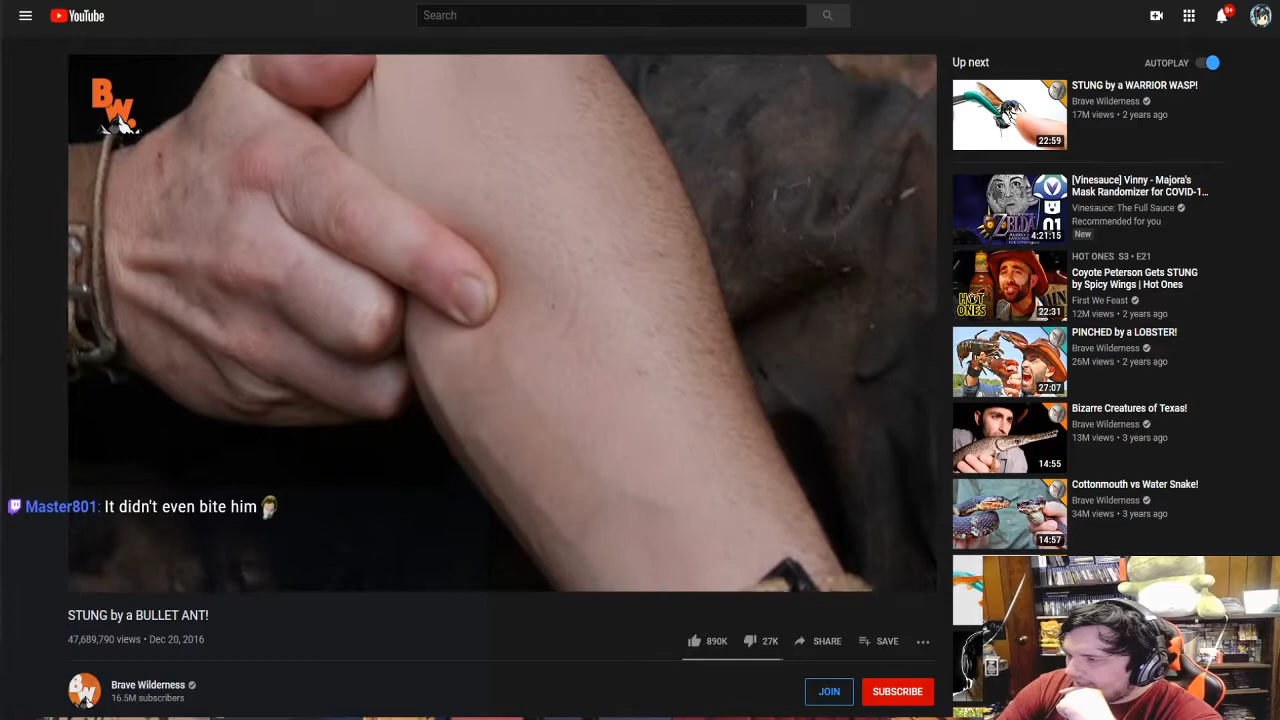 YouTube
Search
9+
BW.
Up next
AUTOPLAY
STUNG by a WARRIOR WASP!
Brave Wilderness
17M views • 2 years ago
22:59
[Vinesauce] Vinny - Majora's
Mask Randomizer for COVID-1...
Vinesauce: The Full Sauce
Recommended for you
New
ZELDA
01
4:21:15
HOT ONES S3 • E21
Coyote Peterson Gets STUNG
by Spicy Wings | Hot Ones
First We Feast
12M views • 2 years ago
HOT ONES
22:31
PINCHED by a LOBSTER!
Brave Wilderness
26M views • 2 years ago
27:07
Bizarre Creatures of Texas!
Brave Wilderness
13M views • 3 years ago
14:55
Cottonmouth vs Water Snake!
Brave Wilderness
34M views • 3 years ago
14:57
Master801: It didn't even bite him
STUNG by a BULLET ANT!
47,689,790 views • Dec 20, 2016
890K
27K
SHARE
SAVE
BW
Brave Wilderness
16.5M subscribers
JOIN
SUBSCRIBE